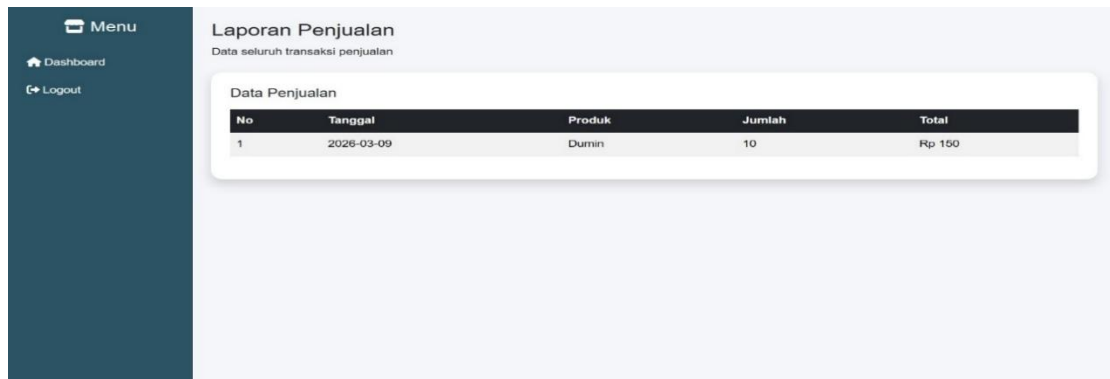 Menu
Dashboard
Logout
Laporan Penjualan
Data seluruh transaksi penjualan
Data Penjualan
No Tanggal Produk Jumlah Total
1 2026-03-09 Dumin 10 Rp 150